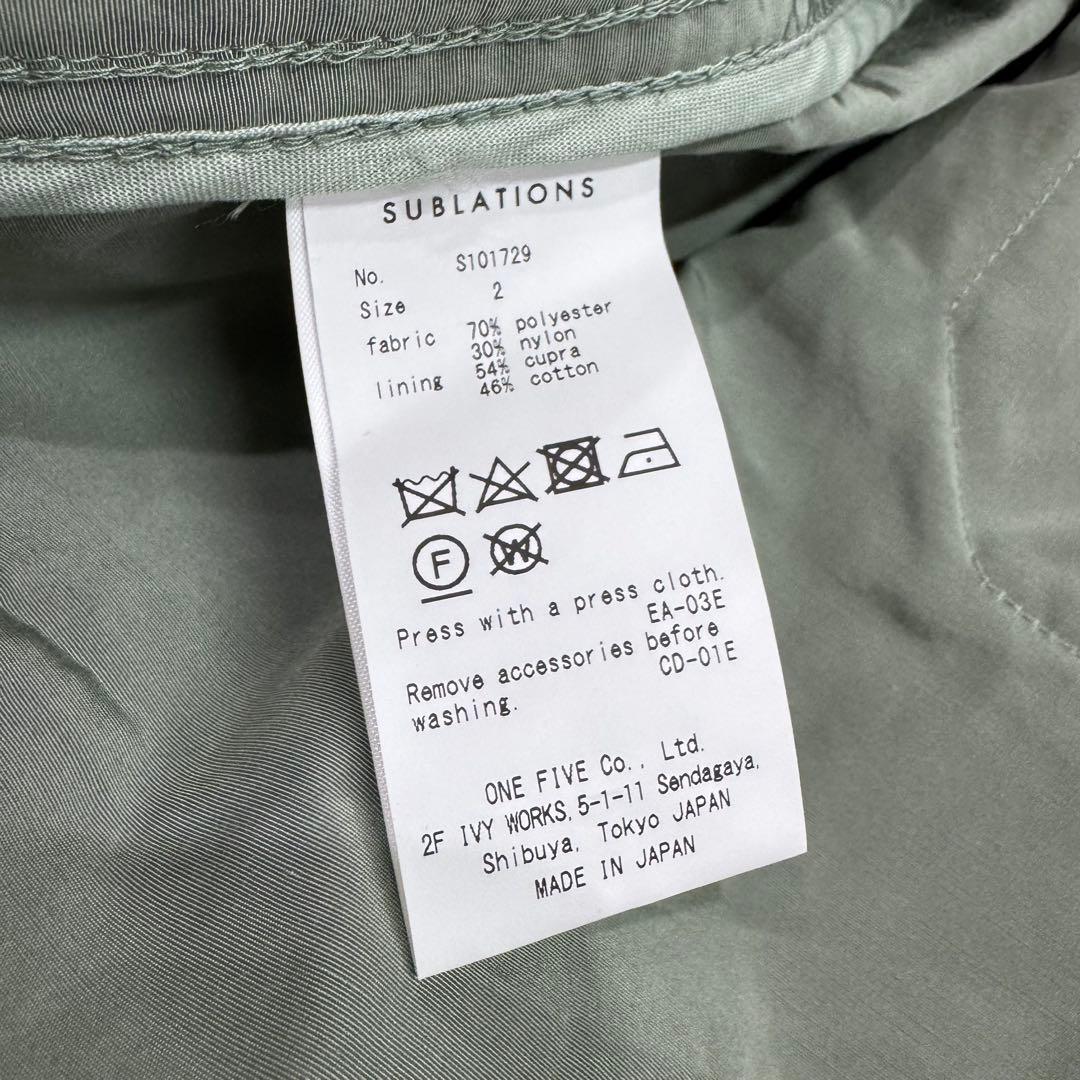 SUBLATIONS
No. S101729
Size 2
fabric 70% polyester
30% nylon
lining 54% cupra
46% cotton
F W
Press with a press cloth.
EA-03E
Remove accessories before
washing. CD-01E
ONE FIVE Co., Ltd.
2F IVY WORKS, 5-1-11 Sendagaya,
Shibuya, Tokyo JAPAN
MADE IN JAPAN